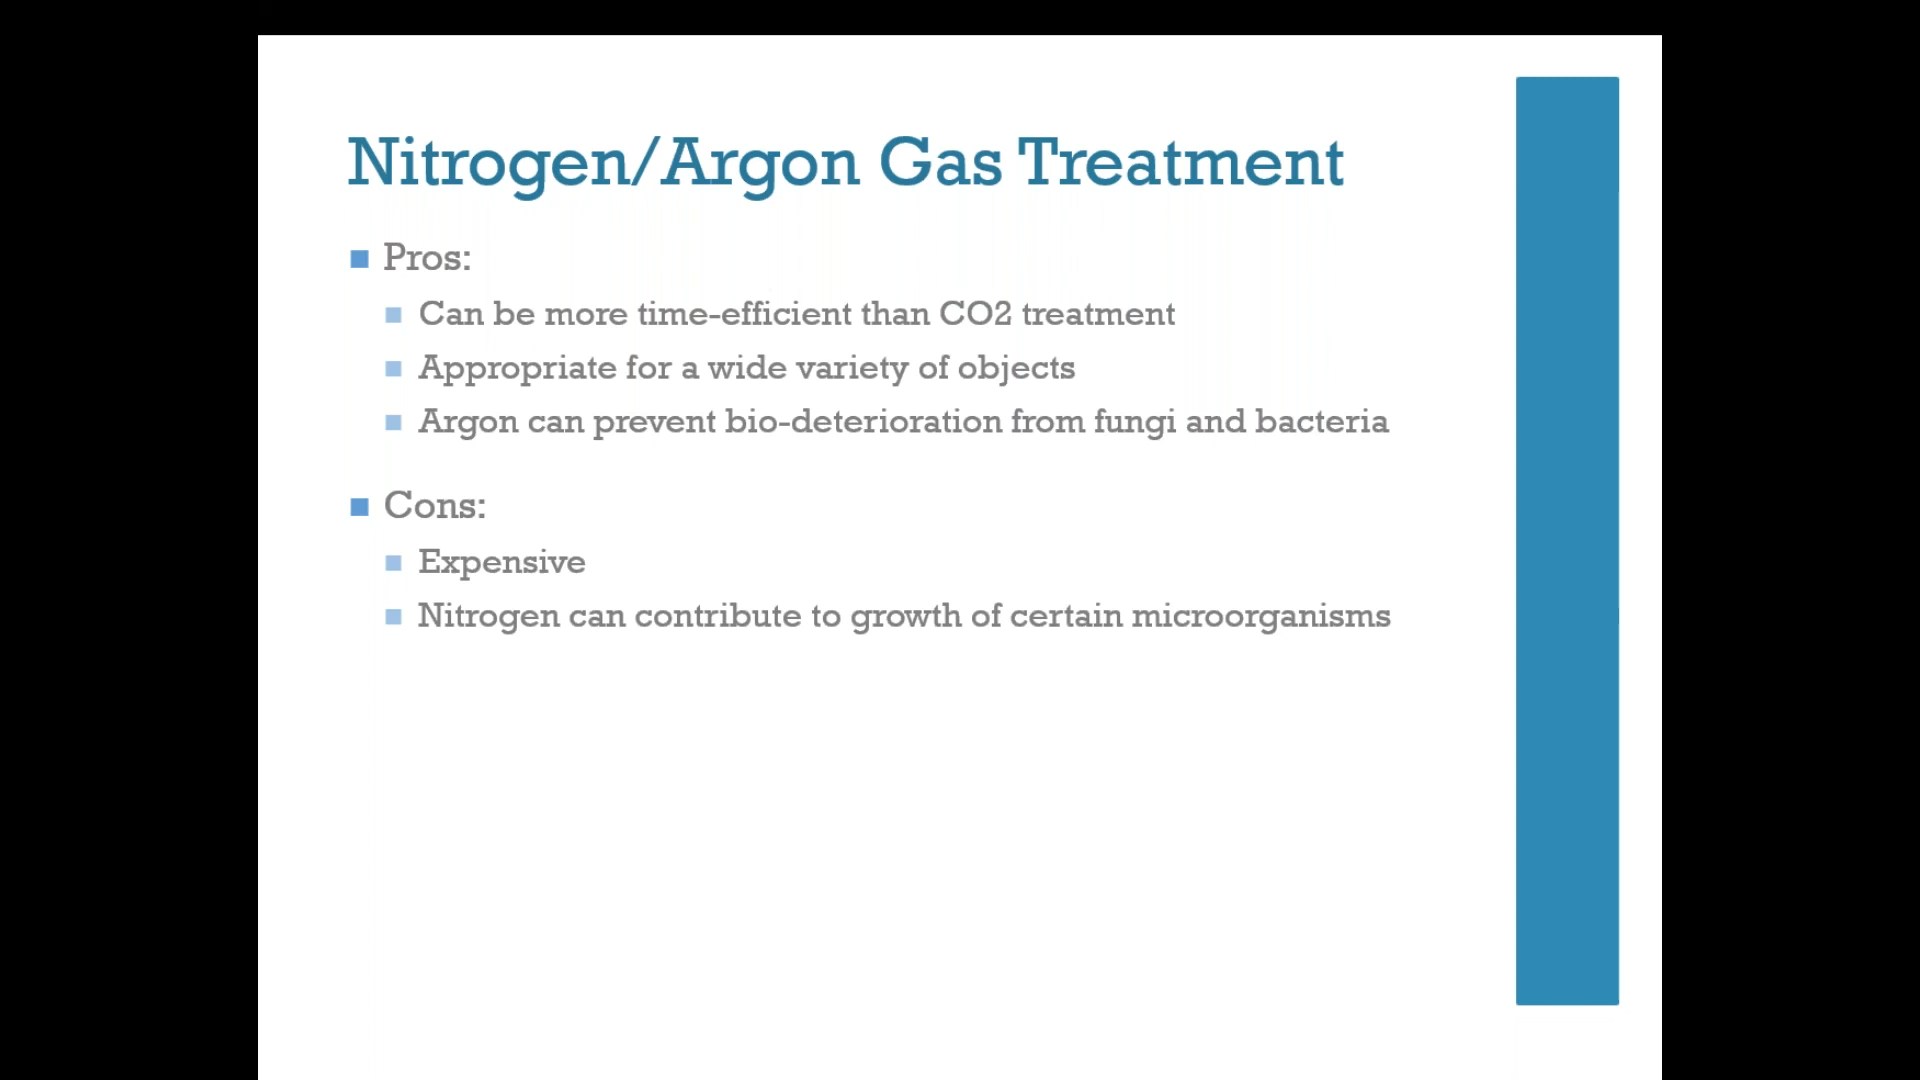 Nitrogen/Argon Gas Treatment
Pros:
Can be more time-efficient than CO2 treatment
Appropriate for a wide variety of objects
Argon can prevent bio-deterioration from fungi and bacteria
Cons:
Expensive
Nitrogen can contribute to growth of certain microorganisms